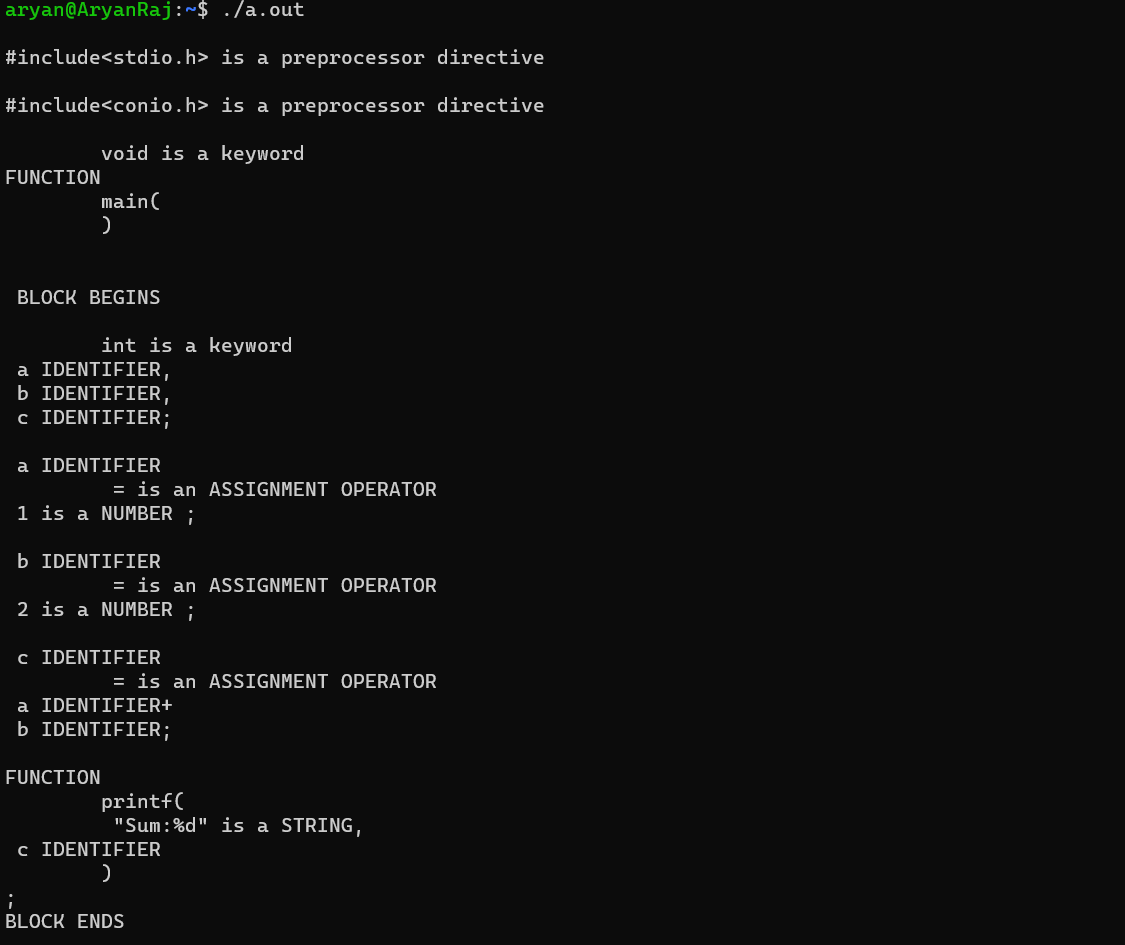 aryan@AryanRaj:~$ ./a.out
#include<stdio.h> is a preprocessor directive
#include<conio.h> is a preprocessor directive
void is a keyword
FUNCTION
main(
)
BLOCK BEGINS
int is a keyword
a IDENTIFIER,
b IDENTIFIER,
c IDENTIFIER;
a IDENTIFIER
= is an ASSIGNMENT OPERATOR
1 is a NUMBER ;
b IDENTIFIER
= is an ASSIGNMENT OPERATOR
2 is a NUMBER ;
c IDENTIFIER
= is an ASSIGNMENT OPERATOR
a IDENTIFIER+
b IDENTIFIER;
FUNCTION
printf(
"Sum:%d" is a STRING,
c IDENTIFIER
)
;
BLOCK ENDS